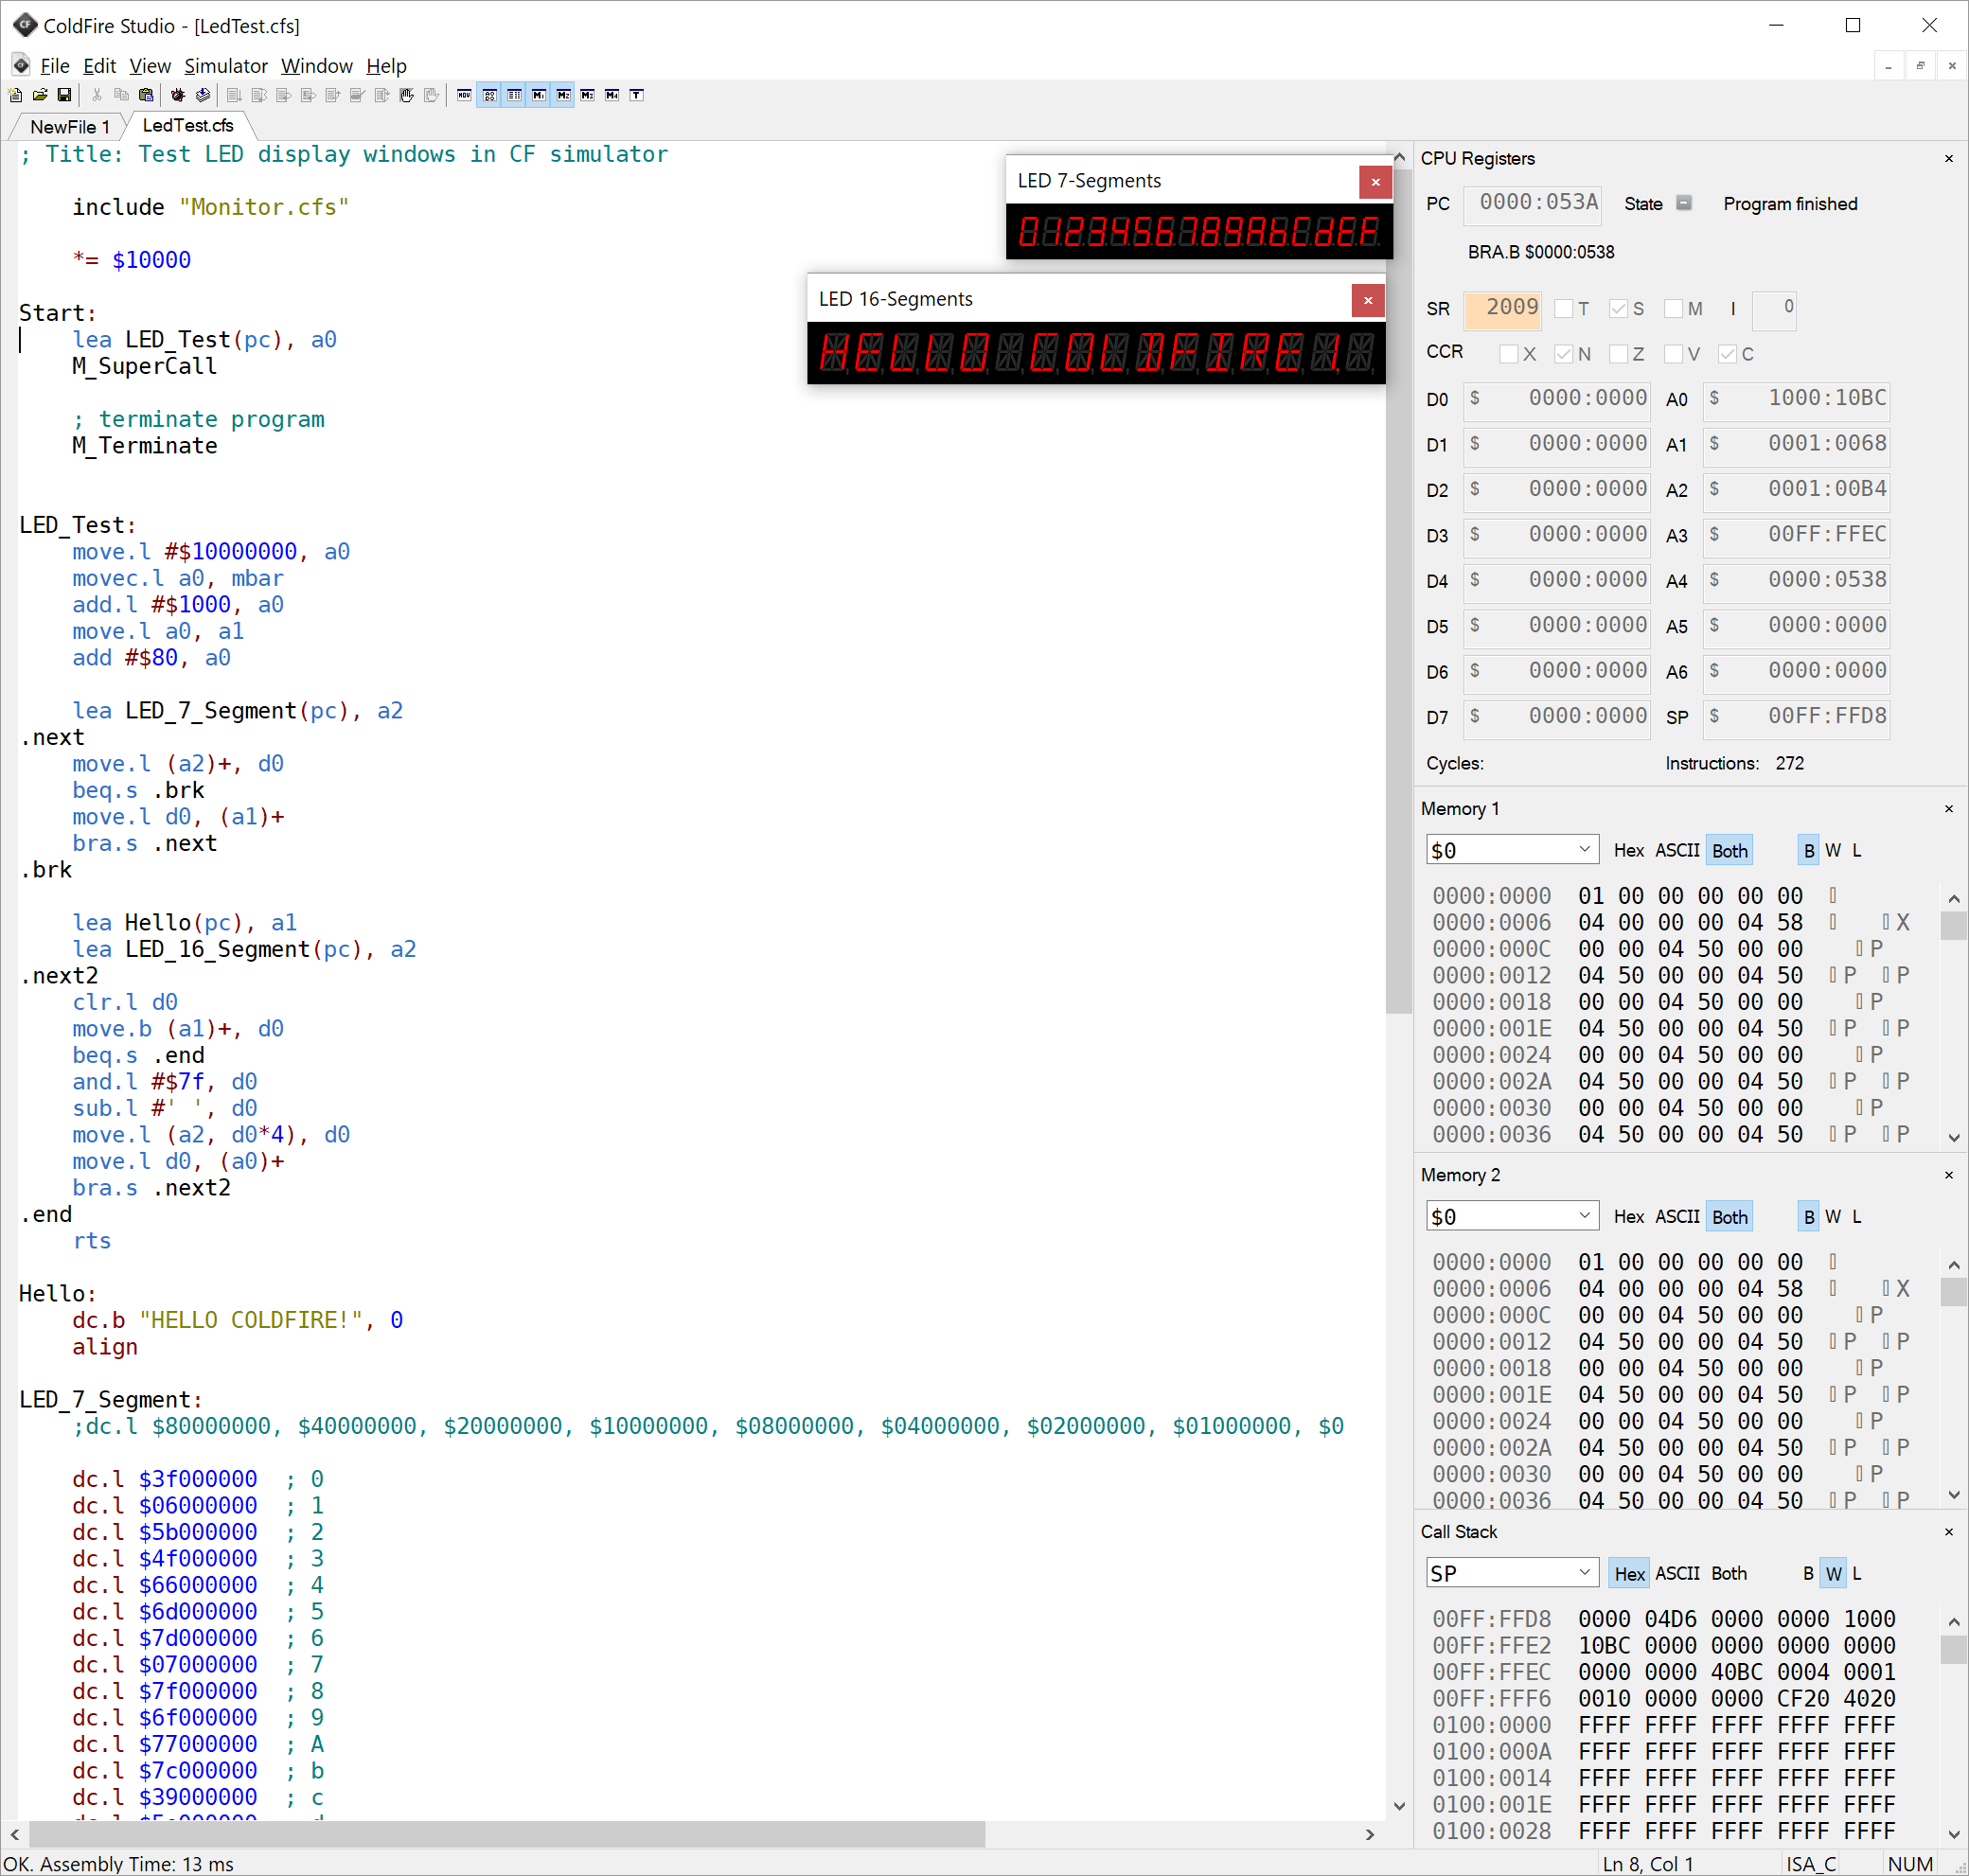 ColdFire Studio - [LedTest.cfs]
File Edit View Simulator Window Help
NewFile 1 LedTest.cfs
; Title: Test LED display windows in CF simulator
include "Monitor.cfs"
*= $10000
Start:
lea LED_Test(pc), a0
M_SuperCall
; terminate program
M_Terminate
LED_Test:
move.l #$10000000, a0
movec.l a0, mbar
add.l #$1000, a0
move.l a0, a1
add #$80, a0
lea LED_7_Segment(pc), a2
.next
move.l (a2)+, d0
beq.s .brk
move.l d0, (a1)+
bra.s .next
.brk
lea Hello(pc), a1
lea LED_16_Segment(pc), a2
.next2
clr.l d0
move.b (a1)+, d0
beq.s .end
and.l #$7f, d0
sub.l #' ', d0
move.l (a2, d0*4), d0
move.l d0, (a0)+
bra.s .next2
.end
rts
Hello:
dc.b "HELLO COLDFIRE!", 0
align
LED_7_Segment:
;dc.l $80000000, $40000000, $20000000, $10000000, $08000000, $04000000, $02000000, $01000000, $0
dc.l $3f000000 ; 0
dc.l $06000000 ; 1
dc.l $5b000000 ; 2
dc.l $4f000000 ; 3
dc.l $66000000 ; 4
dc.l $6d000000 ; 5
dc.l $7d000000 ; 6
dc.l $07000000 ; 7
dc.l $7f000000 ; 8
dc.l $6f000000 ; 9
dc.l $77000000 ; A
dc.l $7c000000 ; b
dc.l $39000000 ; c
LED 7-Segments
0 1234567 89AbCdEF
LED 16-Segments
HELLO COLDFIRE!
CPU Registers
PC 0000:053A State Program finished
BRA.B $0000:0538
SR 2009 T S M I 0
CCR X N Z V C
D0 $ 0000:0000 A0 $ 1000:10BC
D1 $ 0000:0000 A1 $ 0001:0068
D2 $ 0000:0000 A2 $ 0001:00B4
D3 $ 0000:0000 A3 $ 00FF:FFEC
D4 $ 0000:0000 A4 $ 0000:0538
D5 $ 0000:0000 A5 $ 0000:0000
D6 $ 0000:0000 A6 $ 0000:0000
D7 $ 0000:0000 SP $ 00FF:FFD8
Cycles: Instructions: 272
Memory 1
$0 Hex ASCII Both B W L
0000:0000 01 00 00 00 00 00
0000:0006 04 00 00 00 04 58 X
0000:000C 00 00 04 50 00 00 P
0000:0012 04 50 00 00 04 50 P P
0000:0018 00 00 04 50 00 00 P
0000:001E 04 50 00 00 04 50 P P
0000:0024 00 00 04 50 00 00 P
0000:002A 04 50 00 00 04 50 P P
0000:0030 00 00 04 50 00 00 P
0000:0036 04 50 00 00 04 50 P P
Memory 2
$0 Hex ASCII Both B W L
0000:0000 01 00 00 00 00 00
0000:0006 04 00 00 00 04 58 X
0000:000C 00 00 04 50 00 00 P
0000:0012 04 50 00 00 04 50 P P
0000:0018 00 00 04 50 00 00 P
0000:001E 04 50 00 00 04 50 P P
0000:0024 00 00 04 50 00 00 P
0000:002A 04 50 00 00 04 50 P P
0000:0030 00 00 04 50 00 00 P
0000:0036 04 50 00 00 04 50 P P
Call Stack
SP Hex ASCII Both B W L
00FF:FFD8 0000 04D6 0000 0000 1000
00FF:FFE2 10BC 0000 0000 0000 0000
00FF:FFEC 0000 0000 40BC 0004 0001
00FF:FFF6 0010 0000 0000 CF20 4020
0100:0000 FFFF FFFF FFFF FFFF FFFF
0100:000A FFFF FFFF FFFF FFFF FFFF
0100:0014 FFFF FFFF FFFF FFFF FFFF
0100:001E FFFF FFFF FFFF FFFF FFFF
0100:0028 FFFF FFFF FFFF FFFF FFFF
OK. Assembly Time: 13 ms Ln 8, Col 1 ISA_C NUM